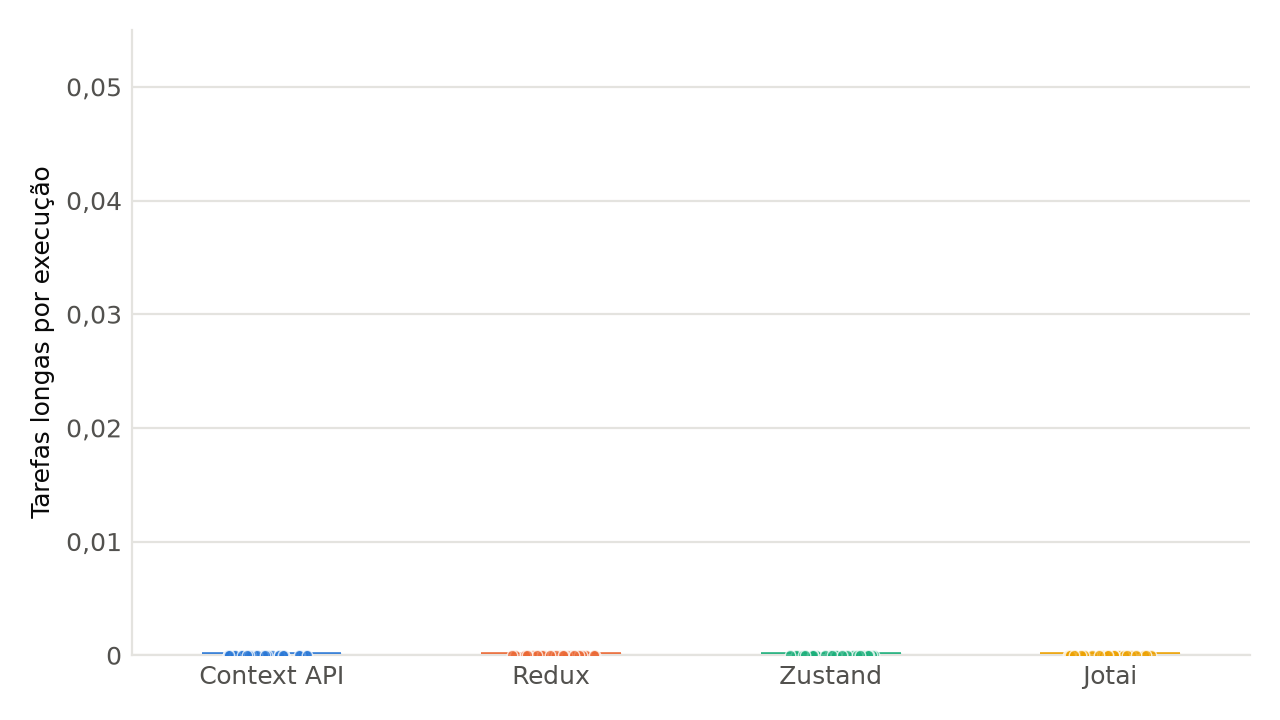 Tarefas longas por execução
0,05
0,04
0,03
0,02
0,01
0
Context API
Redux
Zustand
Jotai